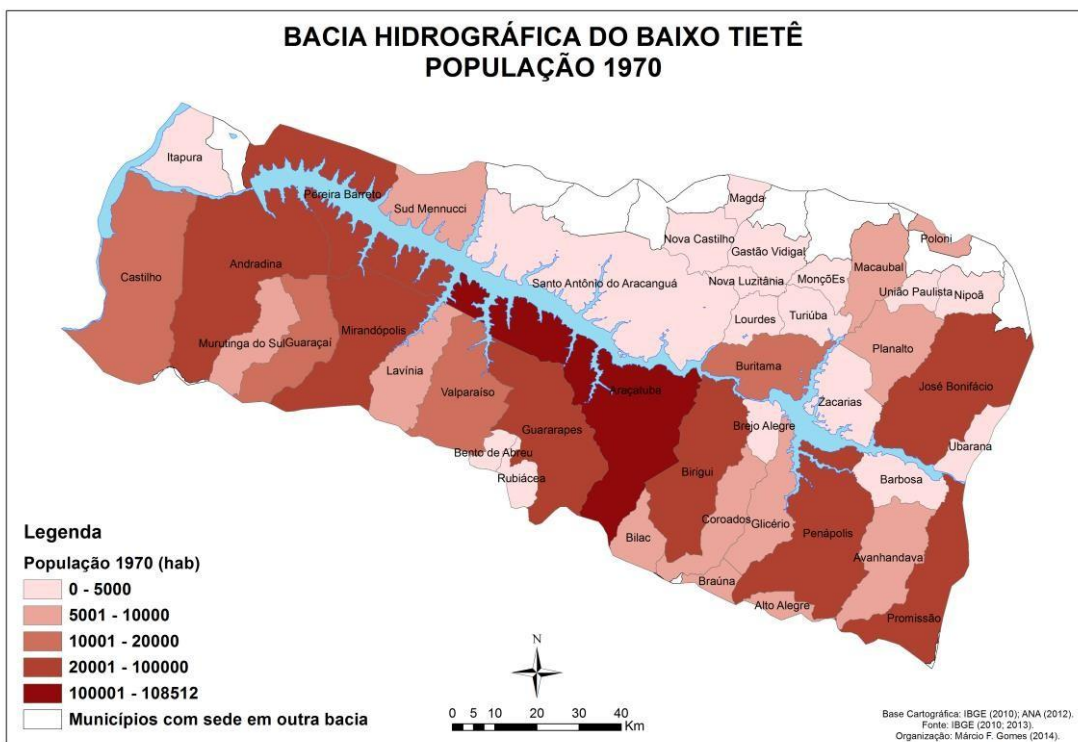 BACIA HIDROGRÁFICA DO BAIXO TIETÊ
POPULAÇÃO 1970
Itapura
Pereira Barreto
Sud Mennucci
Magda
Nova Castilho
Gastão Vidigal
Poloni
Macaubal
Castilho
Andradina
Santo Antônio do Aracanguá
Nova Luzitânia
MonçõEs
União Paulista
Nipoã
Lourdes
Turiúba
Mirandópolis
Murutinga do Sul
Guaraçaí
Planalto
Lavínia
Valparaíso
Buritama
José Bonifácio
Araçatuba
Zacarias
Guararapes
Brejo Alegre
Bento de Abreu
Ubarana
Rubiácea
Birigui
Barbosa
Coroados
Glicério
Penápolis
Bilac
Avanhandava
Braúna
Alto Alegre
Promissão
Legenda
População 1970 (hab)
0 - 5000
5001 - 10000
10001 - 20000
20001 - 100000
100001 - 108512
Municípios com sede em outra bacia
N
0 5 10 20 30 40
Km
Base Cartográfica: IBGE (2010); ANA (2012).
Fonte: IBGE (2010; 2013).
Organização: Márcio F. Gomes (2014).